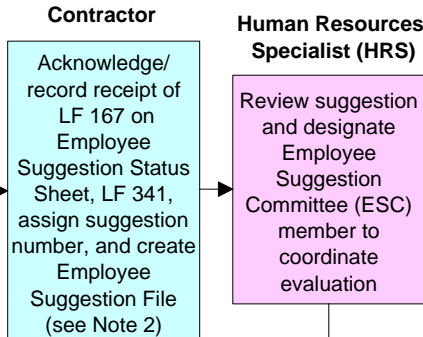 Contractor
Acknowledge/
record receipt of
LF 167 on
Employee
Suggestion Status
Sheet, LF 341,
assign suggestion
number, and create
Employee
Suggestion File
(see Note 2)
Human Resources
Specialist (HRS)
Review suggestion
and designate
Employee
Suggestion
Committee (ESC)
member to
coordinate
evaluation